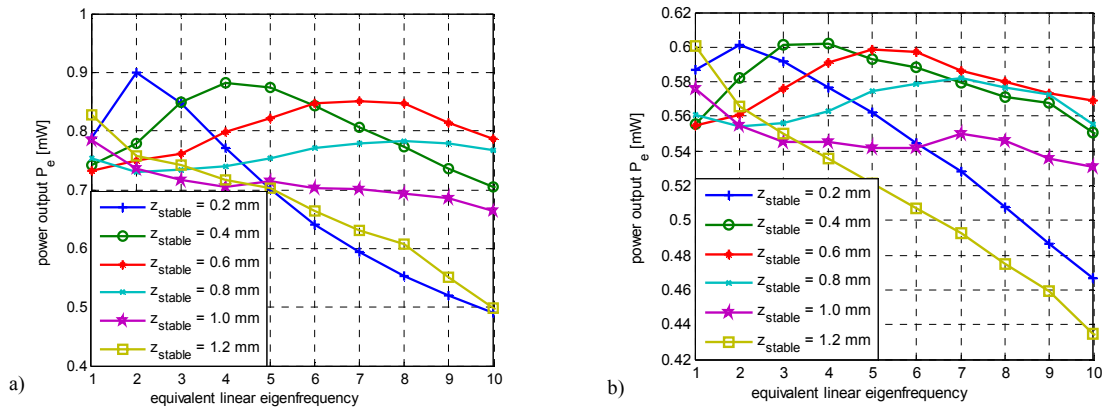 a)
power output P_e [mW]
1
0.9
0.8
0.7
0.6
0.5
0.4
z_stable = 0.2 mm
z_stable = 0.4 mm
z_stable = 0.6 mm
z_stable = 0.8 mm
z_stable = 1.0 mm
z_stable = 1.2 mm
1 2 3 4 5 6 7 8 9 10
equivalent linear eigenfrequency
b)
power output P_e [mW]
0.62
0.6
0.58
0.56
0.54
0.52
0.5
0.48
0.46
0.44
0.42
z_stable = 0.2 mm
z_stable = 0.4 mm
z_stable = 0.6 mm
z_stable = 0.8 mm
z_stable = 1.0 mm
z_stable = 1.2 mm
1 2 3 4 5 6 7 8 9 10
equivalent linear eigenfrequency